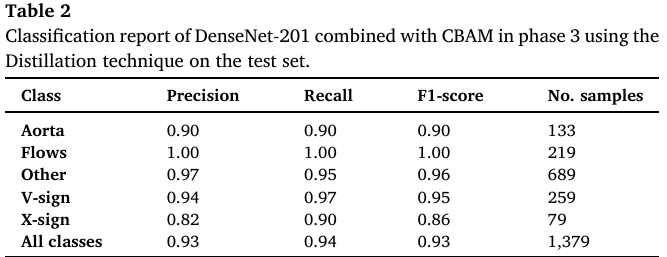 Table 2
Classification report of DenseNet-201 combined with CBAM in phase 3 using the
Distillation technique on the test set.
Class Precision Recall F1-score No. samples
Aorta 0.90 0.90 0.90 133
Flows 1.00 1.00 1.00 219
Other 0.97 0.95 0.96 689
V-sign 0.94 0.97 0.95 259
X-sign 0.82 0.90 0.86 79
All classes 0.93 0.94 0.93 1,379